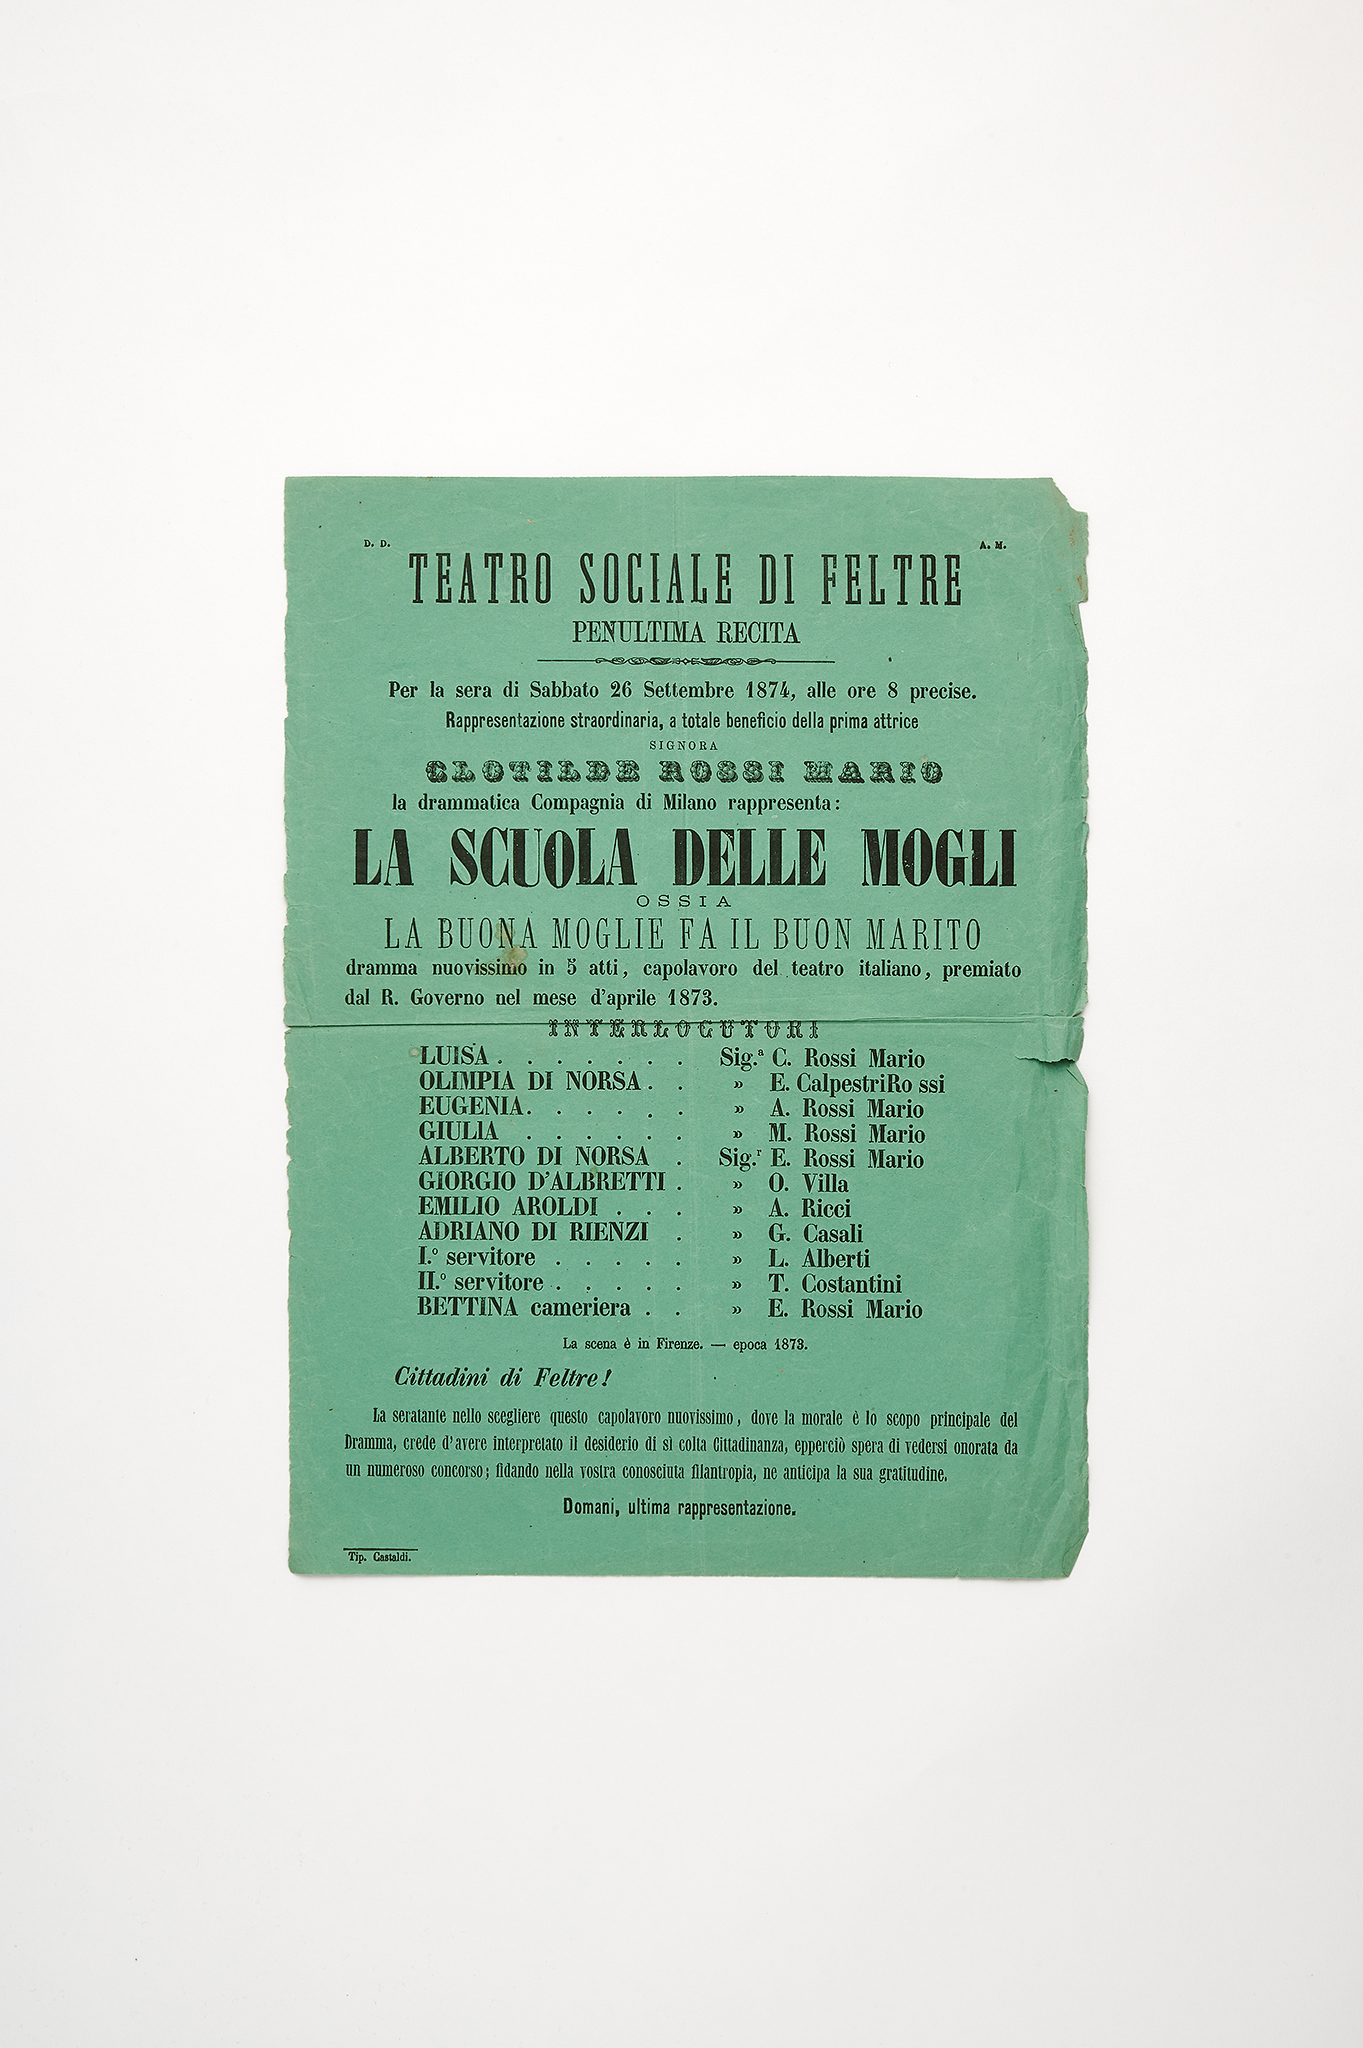 D. D. A. M.
TEATRO SOCIALE DI FELTRE
PENULTIMA RECITA
Per la sera di Sabbato 26 Settembre 1874, alle ore 8 precise.
Rappresentazione straordinaria, a totale beneficio della prima attrice
SIGNORA
CLOTILDE ROSSI MARIO
la drammatica Compagnia di Milano rappresenta:
LA SCUOLA DELLE MOGLI
OSSIA
LA BUONA MOGLIE FA IL BUON MARITO
dramma nuovissimo in 5 atti, capolavoro del teatro italiano, premiato
dal R. Governo nel mese d'aprile 1873.
INTERLOCUTORI
LUISA . . . . . . . Sig.ª C. Rossi Mario
OLIMPIA DI NORSA . . » E. CalpestriRo ssi
EUGENIA . . . . . . » A. Rossi Mario
GIULIA . . . . . . » M. Rossi Mario
ALBERTO DI NORSA . Sig.r E. Rossi Mario
GIORGIO D'ALBRETTI . » O. Villa
EMILIO AROLDI . . . » A. Ricci
ADRIANO DI RIENZI . » G. Casali
I.º servitore . . . . . » L. Alberti
II.º servitore . . . . . » T. Costantini
BETTINA cameriera . . » E. Rossi Mario
La scena è in Firenze. — epoca 1873.
Cittadini di Feltre!
La seratante nello scegliere questo capolavoro nuovissimo, dove la morale è lo scopo principale del
Dramma, crede d'avere interpretato il desiderio di sì colta Cittadinanza, epperciò spera di vedersi onorata da
un numeroso concorso; fidando nella vostra conosciuta filantropia, ne anticipa la sua gratitudine.
Domani, ultima rappresentazione.
Tip. Castaldi.